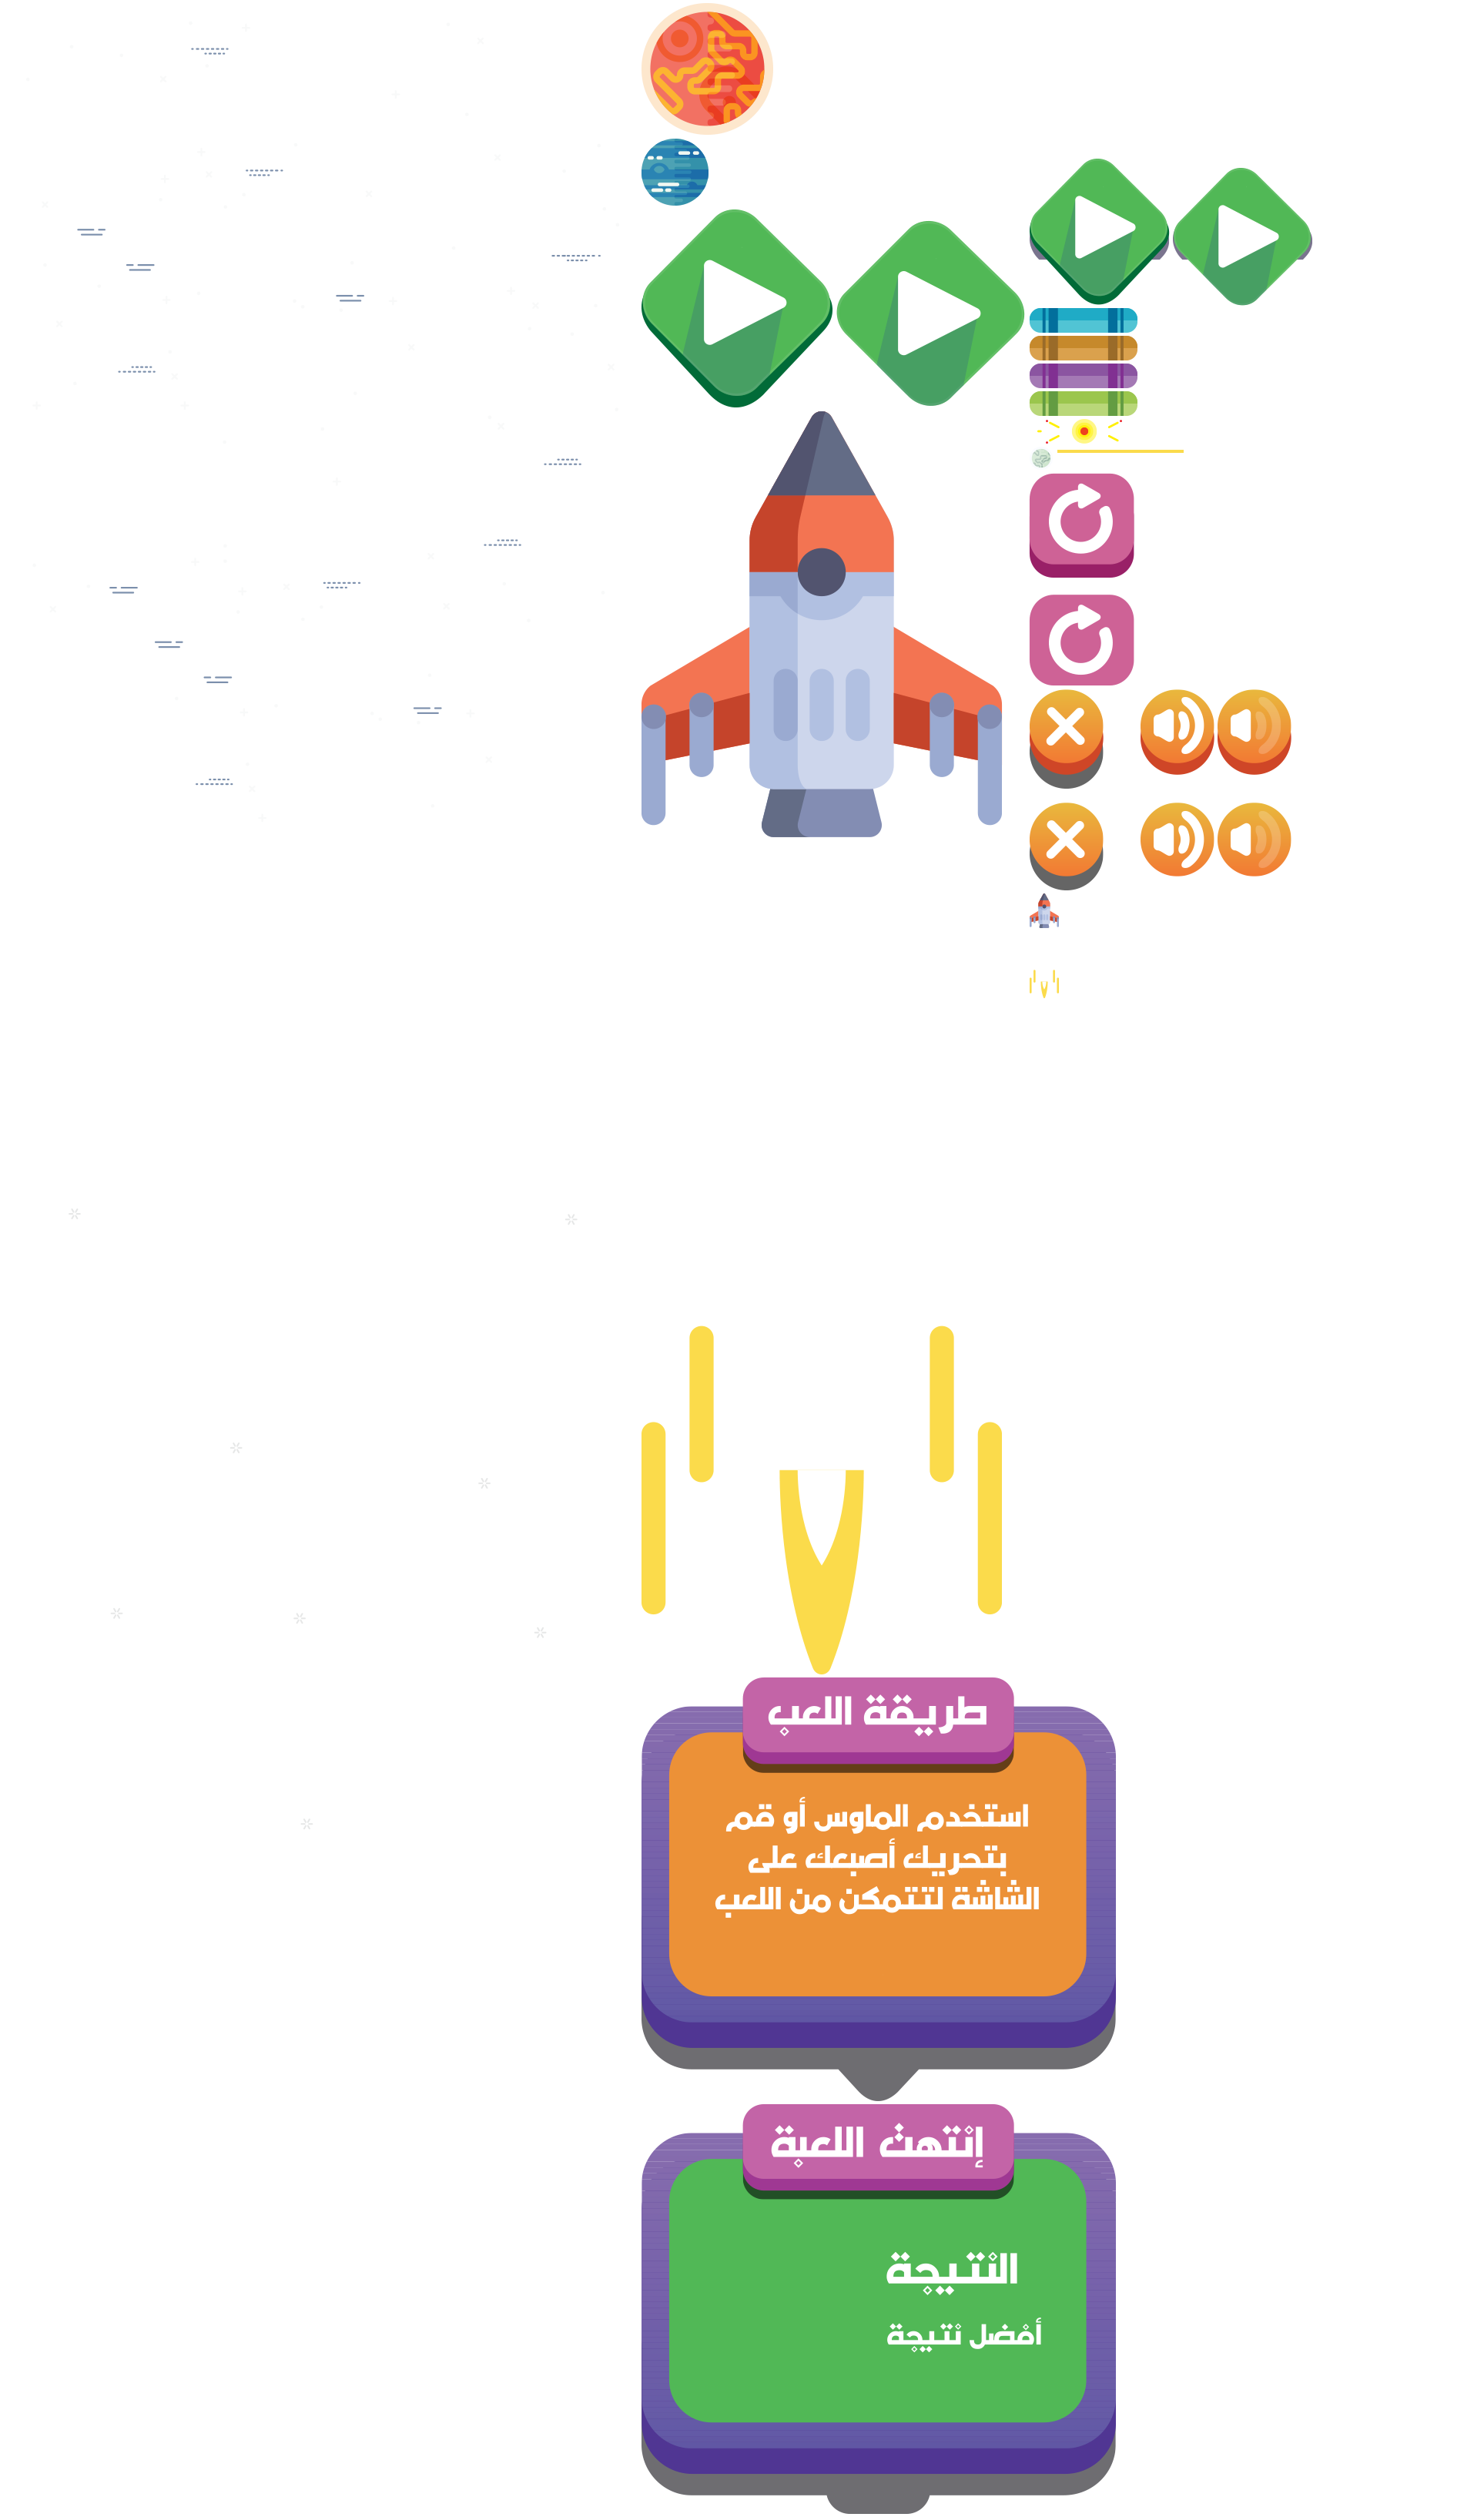 طريقة اللعب
استخدم الماوس أو قم
بتحريك أصبعك على
الشاشة لتتمكن من اللعب
إنتهت اللعبة
النتيجة
أفضل نتيجة